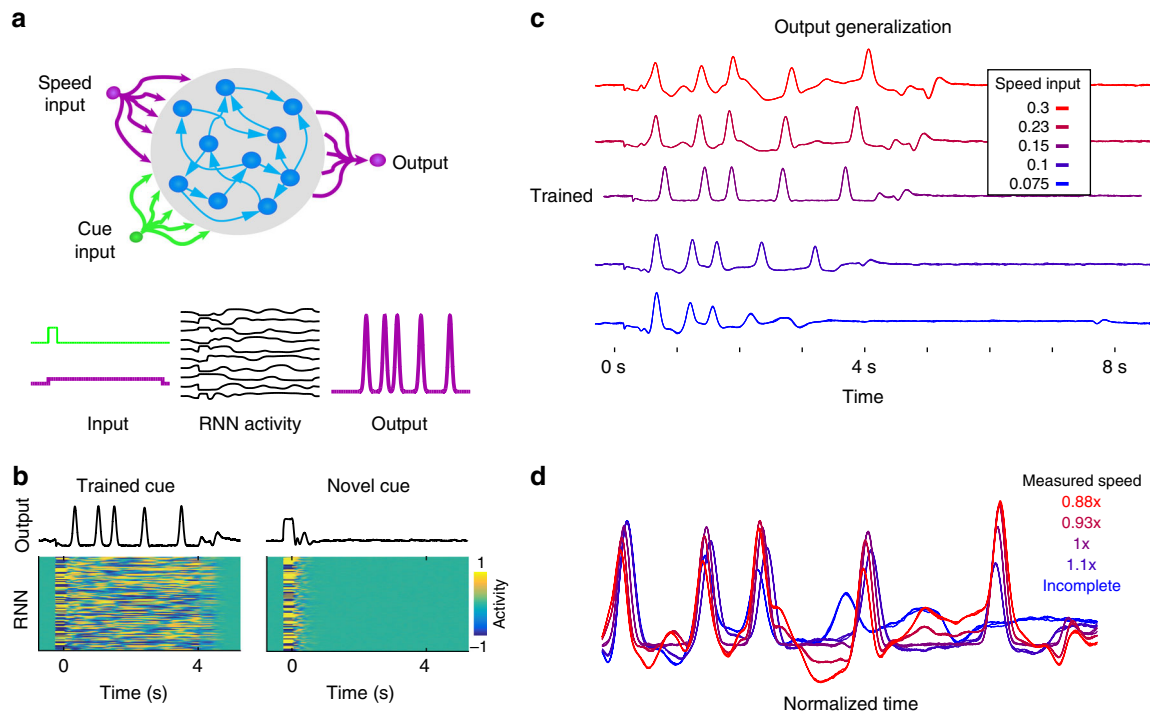 a
Speed
input
Output
Cue
input
Input
RNN activity
Output
b
Trained cue
Novel cue
Output
RNN
1
Activity
−1
0
4
0
4
Time (s)
Time (s)
c
Output generalization
Speed input
0.3
0.23
0.15
0.1
0.075
Trained
0 s
4 s
8 s
Time
d
Measured speed
0.88x
0.93x
1x
1.1x
Incomplete
Normalized time